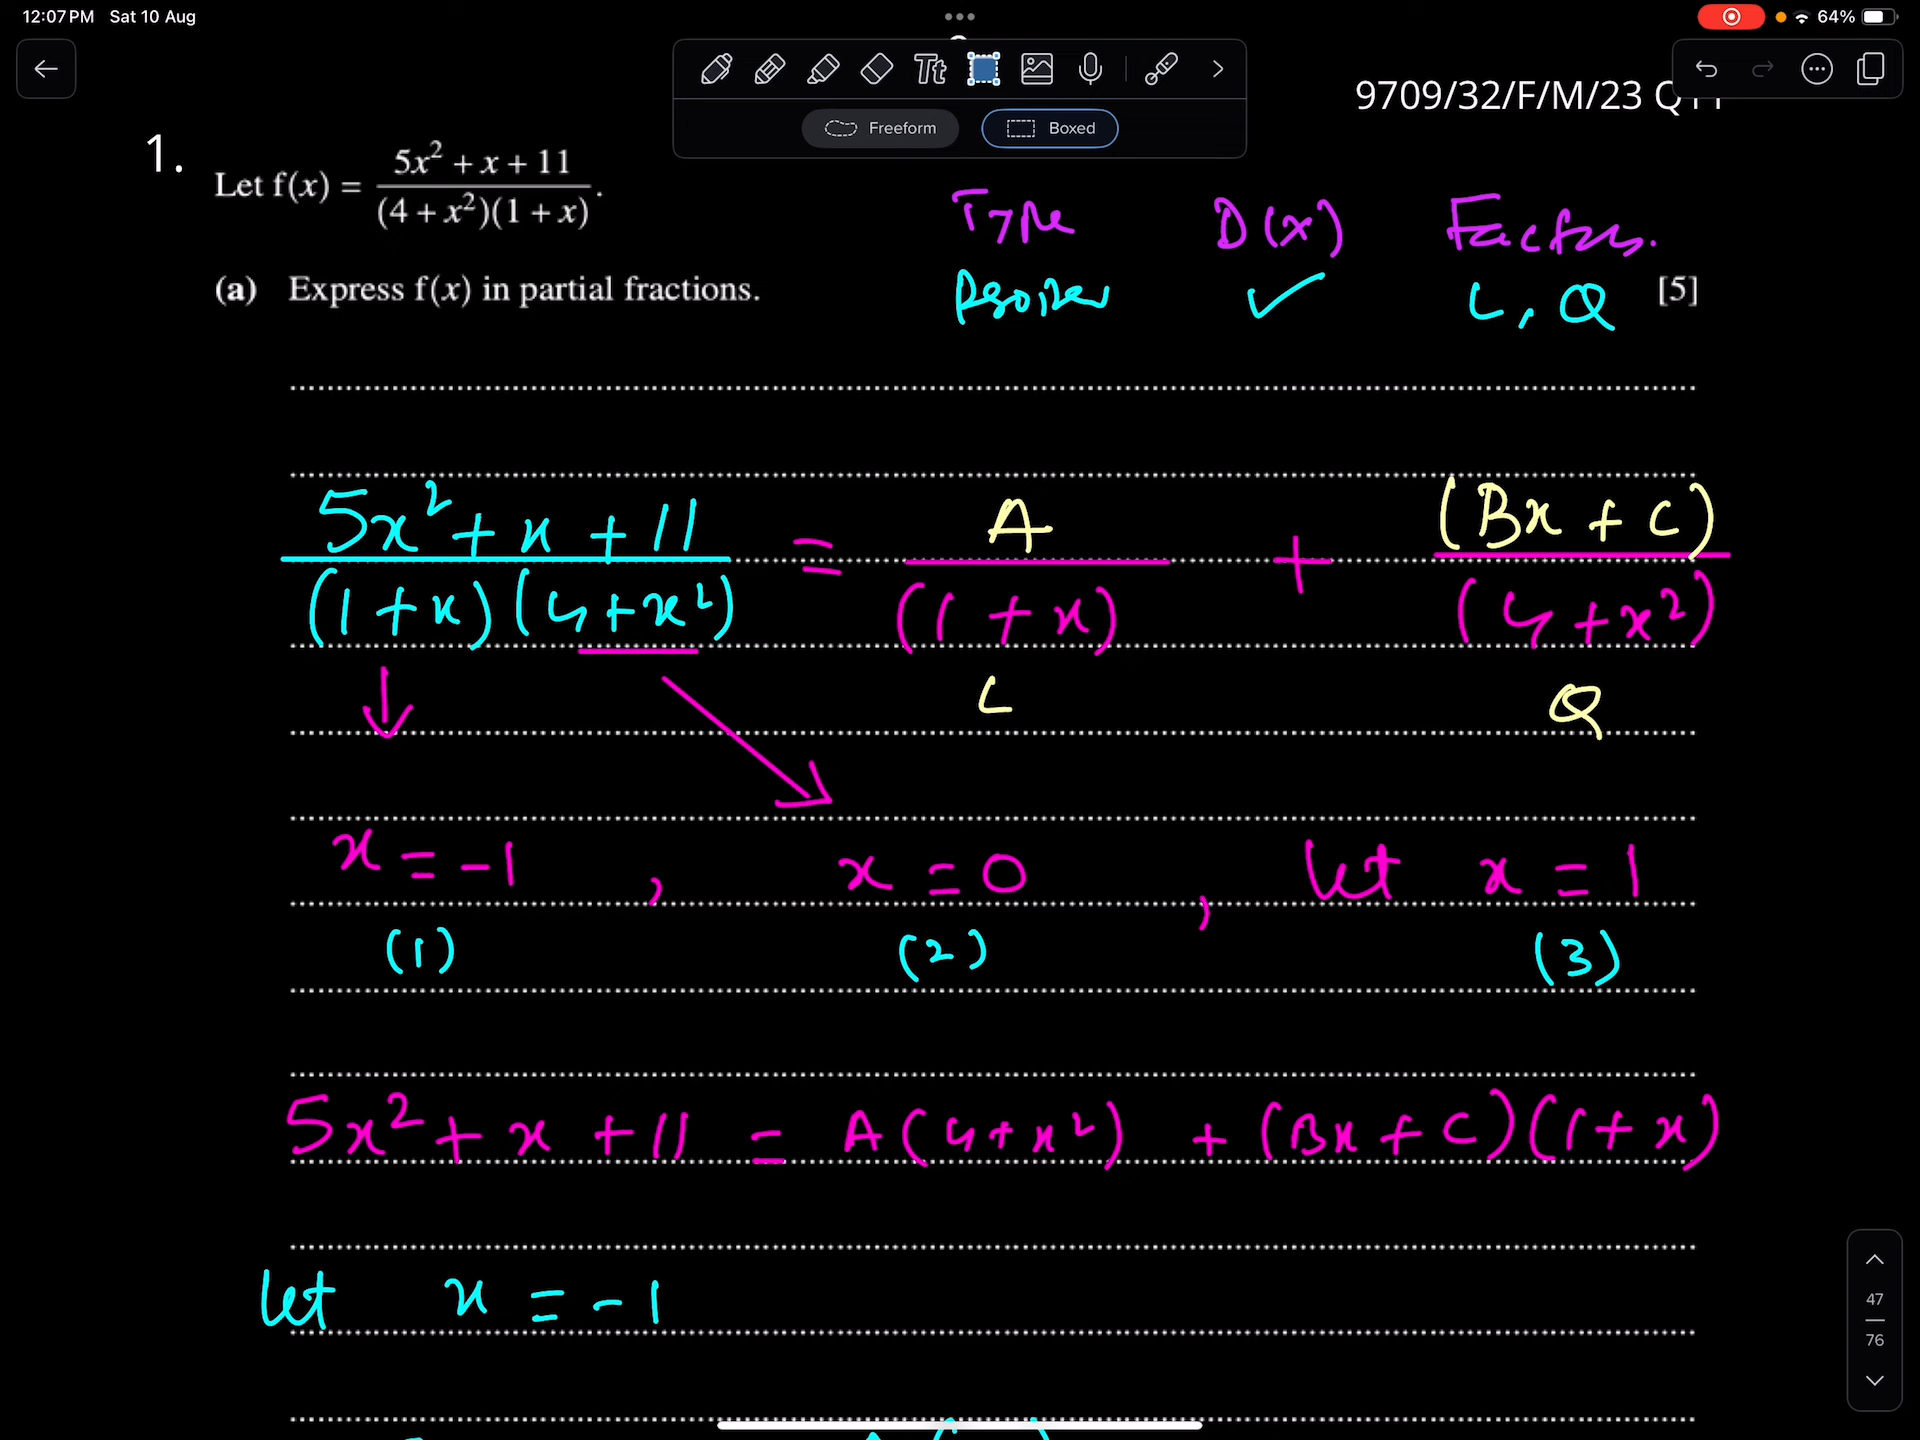 12:07 PM Sat 10 Aug
64%
Freeform Boxed
9709/32/F/M/23
1.
Let f(x) = (5x² + x + 11) / ((4 + x²)(1 + x)).
Type D(x) Factors.
✓ L, Q
(a) Express f(x) in partial fractions. [5]
(5x² + x + 11) / ((1 + x)(4 + x²)) = A / (1 + x) + (Bx + C) / (4 + x²)
L Q
x = -1 , x = 0 , let x = 1
(1) (2) (3)
5x² + x + 11 = A(4 + x²) + (Bx + C)(1 + x)
let x = -1
47
76